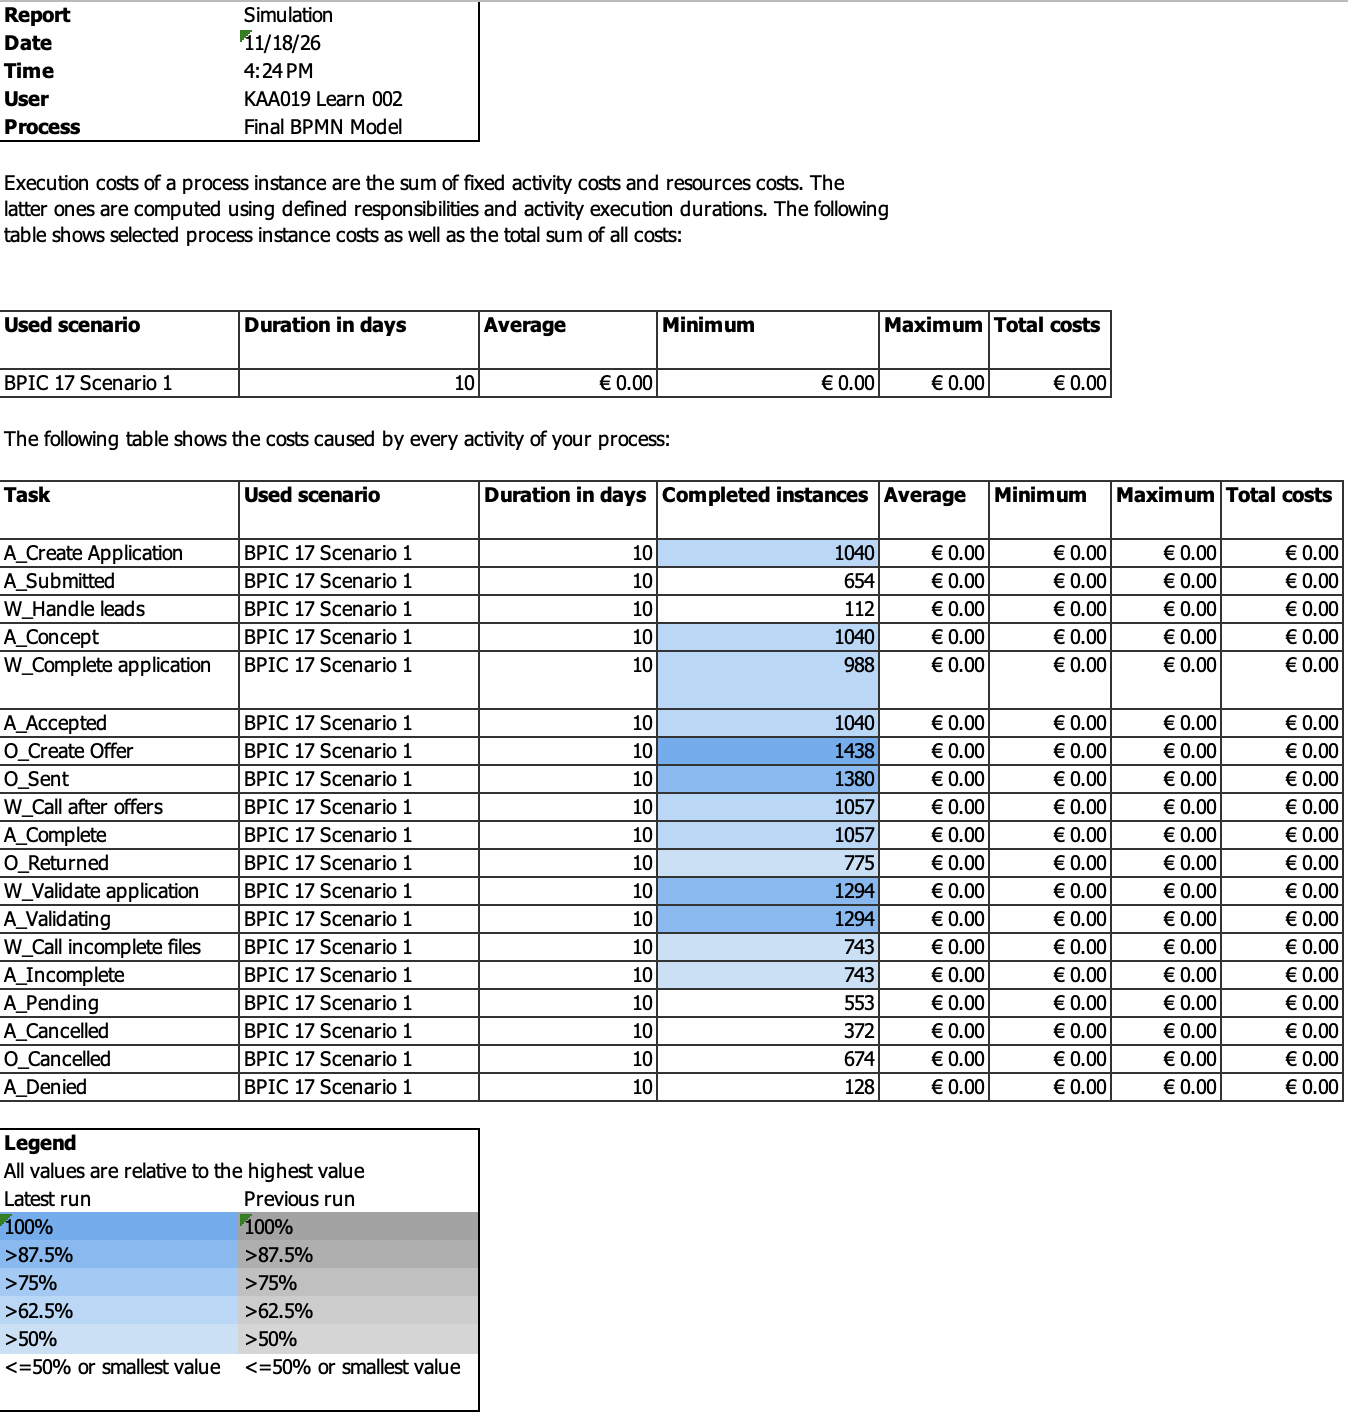 Report Simulation
Date 11/18/26
Time 4:24 PM
User KAA019 Learn 002
Process Final BPMN Model
Execution costs of a process instance are the sum of fixed activity costs and resources costs. The
latter ones are computed using defined responsibilities and activity execution durations. The following
table shows selected process instance costs as well as the total sum of all costs:
Used scenario Duration in days Average Minimum Maximum Total costs
BPIC 17 Scenario 1 10 € 0.00 € 0.00 € 0.00 € 0.00
The following table shows the costs caused by every activity of your process:
Task Used scenario Duration in days Completed instances Average Minimum Maximum Total costs
A_Create Application BPIC 17 Scenario 1 10 1040 € 0.00 € 0.00 € 0.00 € 0.00
A_Submitted BPIC 17 Scenario 1 10 654 € 0.00 € 0.00 € 0.00 € 0.00
W_Handle leads BPIC 17 Scenario 1 10 112 € 0.00 € 0.00 € 0.00 € 0.00
A_Concept BPIC 17 Scenario 1 10 1040 € 0.00 € 0.00 € 0.00 € 0.00
W_Complete application BPIC 17 Scenario 1 10 988 € 0.00 € 0.00 € 0.00 € 0.00
A_Accepted BPIC 17 Scenario 1 10 1040 € 0.00 € 0.00 € 0.00 € 0.00
O_Create Offer BPIC 17 Scenario 1 10 1438 € 0.00 € 0.00 € 0.00 € 0.00
O_Sent BPIC 17 Scenario 1 10 1380 € 0.00 € 0.00 € 0.00 € 0.00
W_Call after offers BPIC 17 Scenario 1 10 1057 € 0.00 € 0.00 € 0.00 € 0.00
A_Complete BPIC 17 Scenario 1 10 1057 € 0.00 € 0.00 € 0.00 € 0.00
O_Returned BPIC 17 Scenario 1 10 775 € 0.00 € 0.00 € 0.00 € 0.00
W_Validate application BPIC 17 Scenario 1 10 1294 € 0.00 € 0.00 € 0.00 € 0.00
A_Validating BPIC 17 Scenario 1 10 1294 € 0.00 € 0.00 € 0.00 € 0.00
W_Call incomplete files BPIC 17 Scenario 1 10 743 € 0.00 € 0.00 € 0.00 € 0.00
A_Incomplete BPIC 17 Scenario 1 10 743 € 0.00 € 0.00 € 0.00 € 0.00
A_Pending BPIC 17 Scenario 1 10 553 € 0.00 € 0.00 € 0.00 € 0.00
A_Cancelled BPIC 17 Scenario 1 10 372 € 0.00 € 0.00 € 0.00 € 0.00
O_Cancelled BPIC 17 Scenario 1 10 674 € 0.00 € 0.00 € 0.00 € 0.00
A_Denied BPIC 17 Scenario 1 10 128 € 0.00 € 0.00 € 0.00 € 0.00
Legend
All values are relative to the highest value
Latest run Previous run
100% 100%
>87.5% >87.5%
>75% >75%
>62.5% >62.5%
>50% >50%
<=50% or smallest value <=50% or smallest value